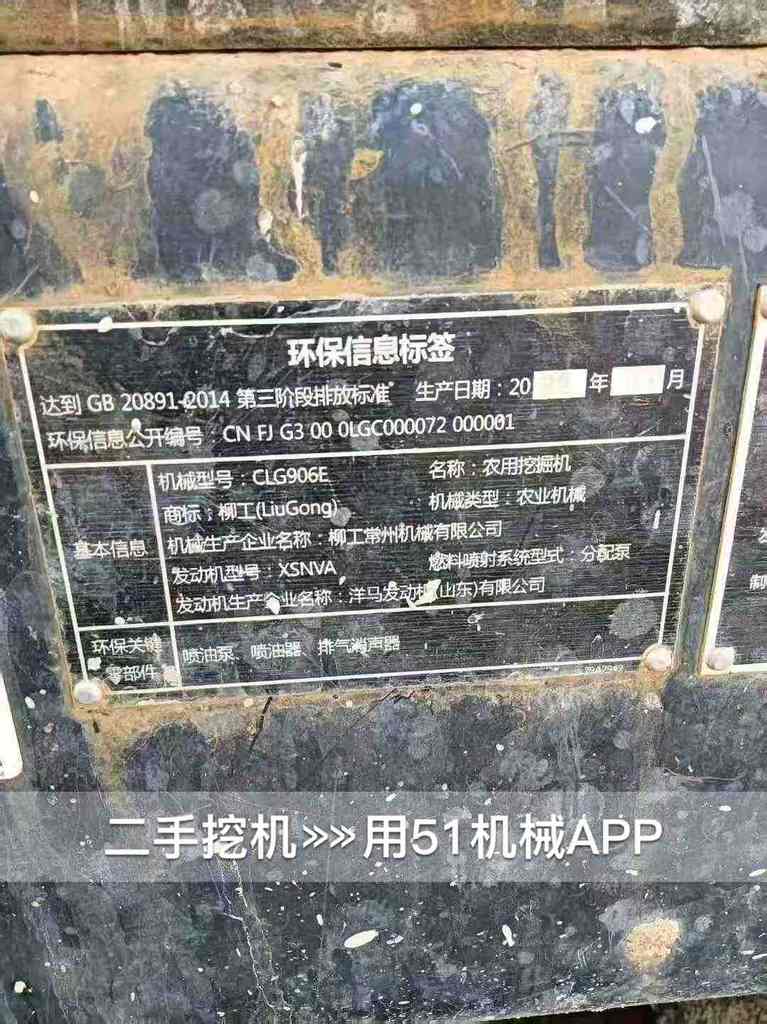 环保信息标签
达到 GB 20891-2014 第三阶段排放标准 生产日期：20 年 月
环保信息公开编号：CN FJ G3 00 0LGC000072 000001
机械型号：CLG906E 名称：农用挖掘机
商标：柳工(LiuGong) 机械类型：农业机械
基本信息
机械生产企业名称：柳工常州机械有限公司
发动机型号：XSNVA 燃料喷射系统型式：分配泵
发动机生产企业名称：洋马发动机(山东)有限公司
环保关键
零部件
喷油泵、喷油器、排气消声器
二手挖机>>>>用51机械APP